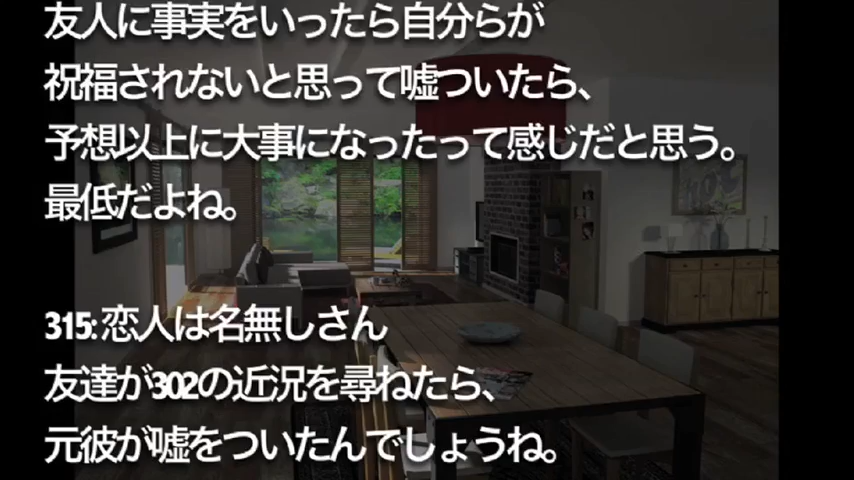 友人に事実をいったら自分らが
祝福されないと思って嘘ついたら、
予想以上に大事になったって感じだと思う。
最低だよね。
315: 恋人は名無しさん
友達が302の近況を尋ねたら、
元彼が嘘をついたんでしょうね。